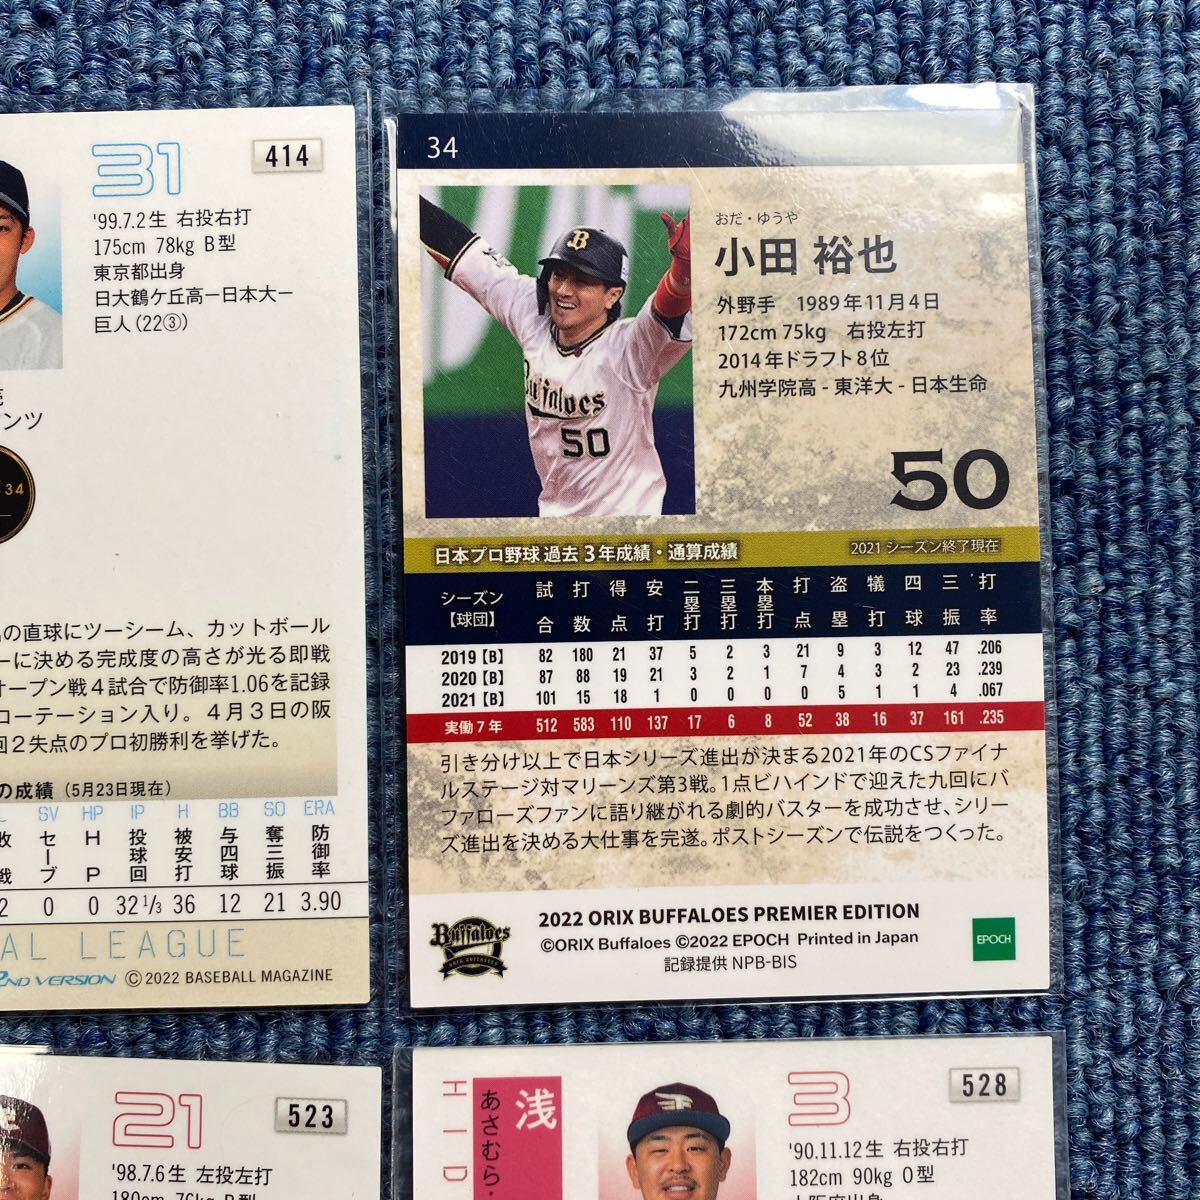 31
414
'99.7.2生 右投右打
175cm 78kg B型
東京都出身
日大鶴ケ丘高ー日本大ー
巨人(22③)
ンツ
34
の直球にツーシーム、カットボール
ーに決める完成度の高さが光る即戦
オープン戦4試合で防御率1.06を記録
ローテーション入り。4月3日の阪
回2失点のプロ初勝利を挙げた。
の成績 (5月23日現在)
L SV HP IP H BB SO ERA
敗戦 セーブ HP 投球回 被安打 与四球 奪三振 防御率
2 0 0 32 1/3 36 12 21 3.90
AL LEAGUE
2ND VERSION ©2022 BASEBALL MAGAZINE
34
おだ・ゆうや
小田 裕也
外野手 1989年11月4日
172cm 75kg 右投左打
2014年ドラフト8位
九州学院高 - 東洋大 - 日本生命
B
Buffaloes
50
50
日本プロ野球 過去3年成績・通算成績 2021 シーズン終了現在
シーズン【球団】 試合 打数 得点 安打 二塁打 三塁打 本塁打 打点 盗塁 犠打 四球 三振 打率
2019【B】 82 180 21 37 5 2 3 21 9 3 12 47 .206
2020【B】 87 88 19 21 3 2 1 7 4 3 2 23 .239
2021【B】 101 15 18 1 0 0 0 0 5 1 1 4 .067
実働7年 512 583 110 137 17 6 8 52 38 16 37 161 .235
引き分け以上で日本シリーズ進出が決まる2021年のCSファイナ
ルステージ対マリーンズ第3戦。1点ビハインドで迎えた九回にバ
ファローズファンに語り継がれる劇的バスターを成功させ、シリー
ズ進出を決める大仕事を完遂。ポストシーズンで伝説をつくった。
Buffaloes
ORIX BUFFALOES
2022 ORIX BUFFALOES PREMIER EDITION
©ORIX Buffaloes ©2022 EPOCH Printed in Japan
記録提供 NPB-BIS
EPOCH
21
523
'98.7.6生 左投左打
180cm 76kg B型
HID
浅
あさむら・
3
528
'90.11.12生 右投右打
182cm 90kg O型
大阪府出身